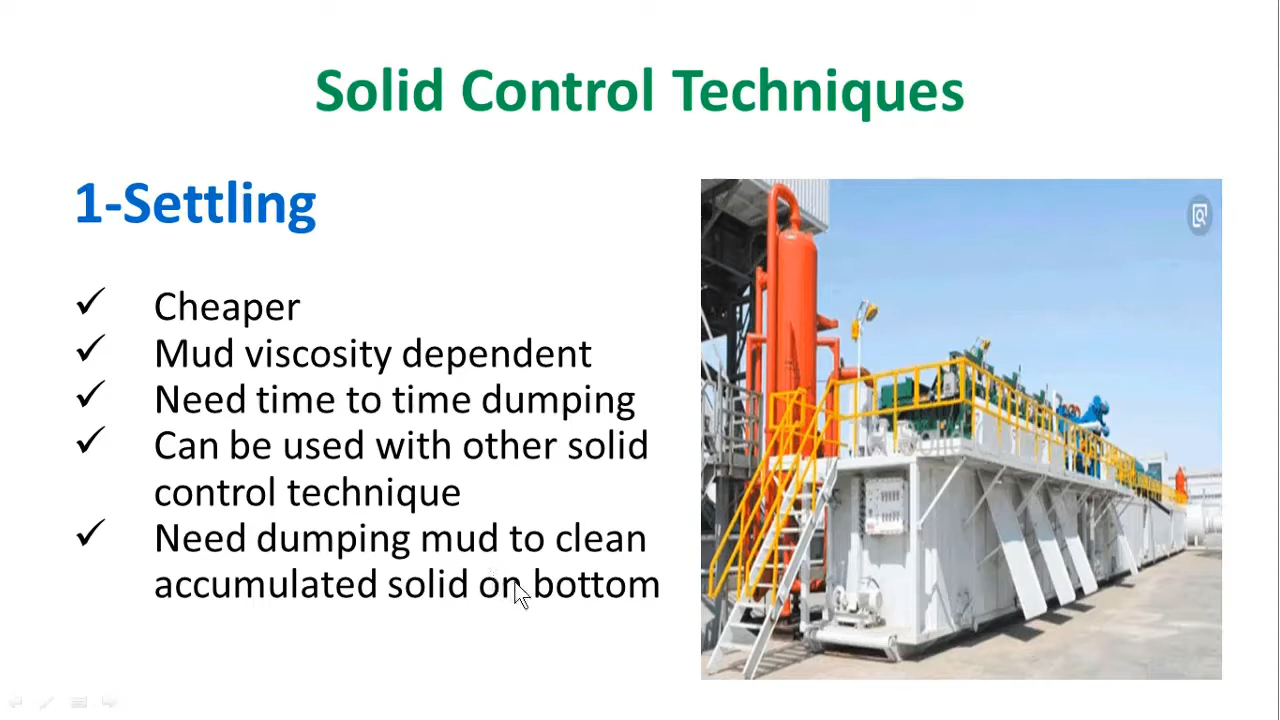 Solid Control Techniques
1-Settling
✓ Cheaper
✓ Mud viscosity dependent
✓ Need time to time dumping
✓ Can be used with other solid
control technique
✓ Need dumping mud to clean
accumulated solid on bottom